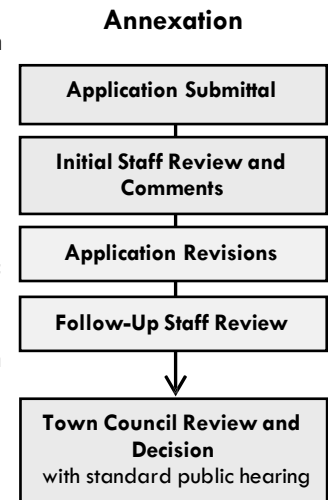 Annexation
Application Submittal
Initial Staff Review and
Comments
Application Revisions
Follow-Up Staff Review
Town Council Review and
Decision
with standard public hearing